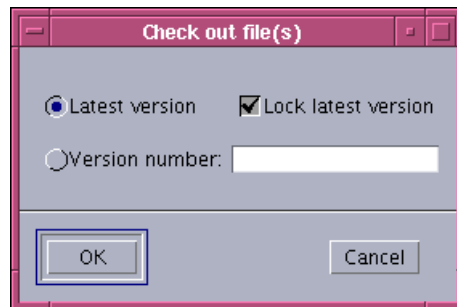 Check out file(s)
Latest version Lock latest version
Version number:
OK Cancel